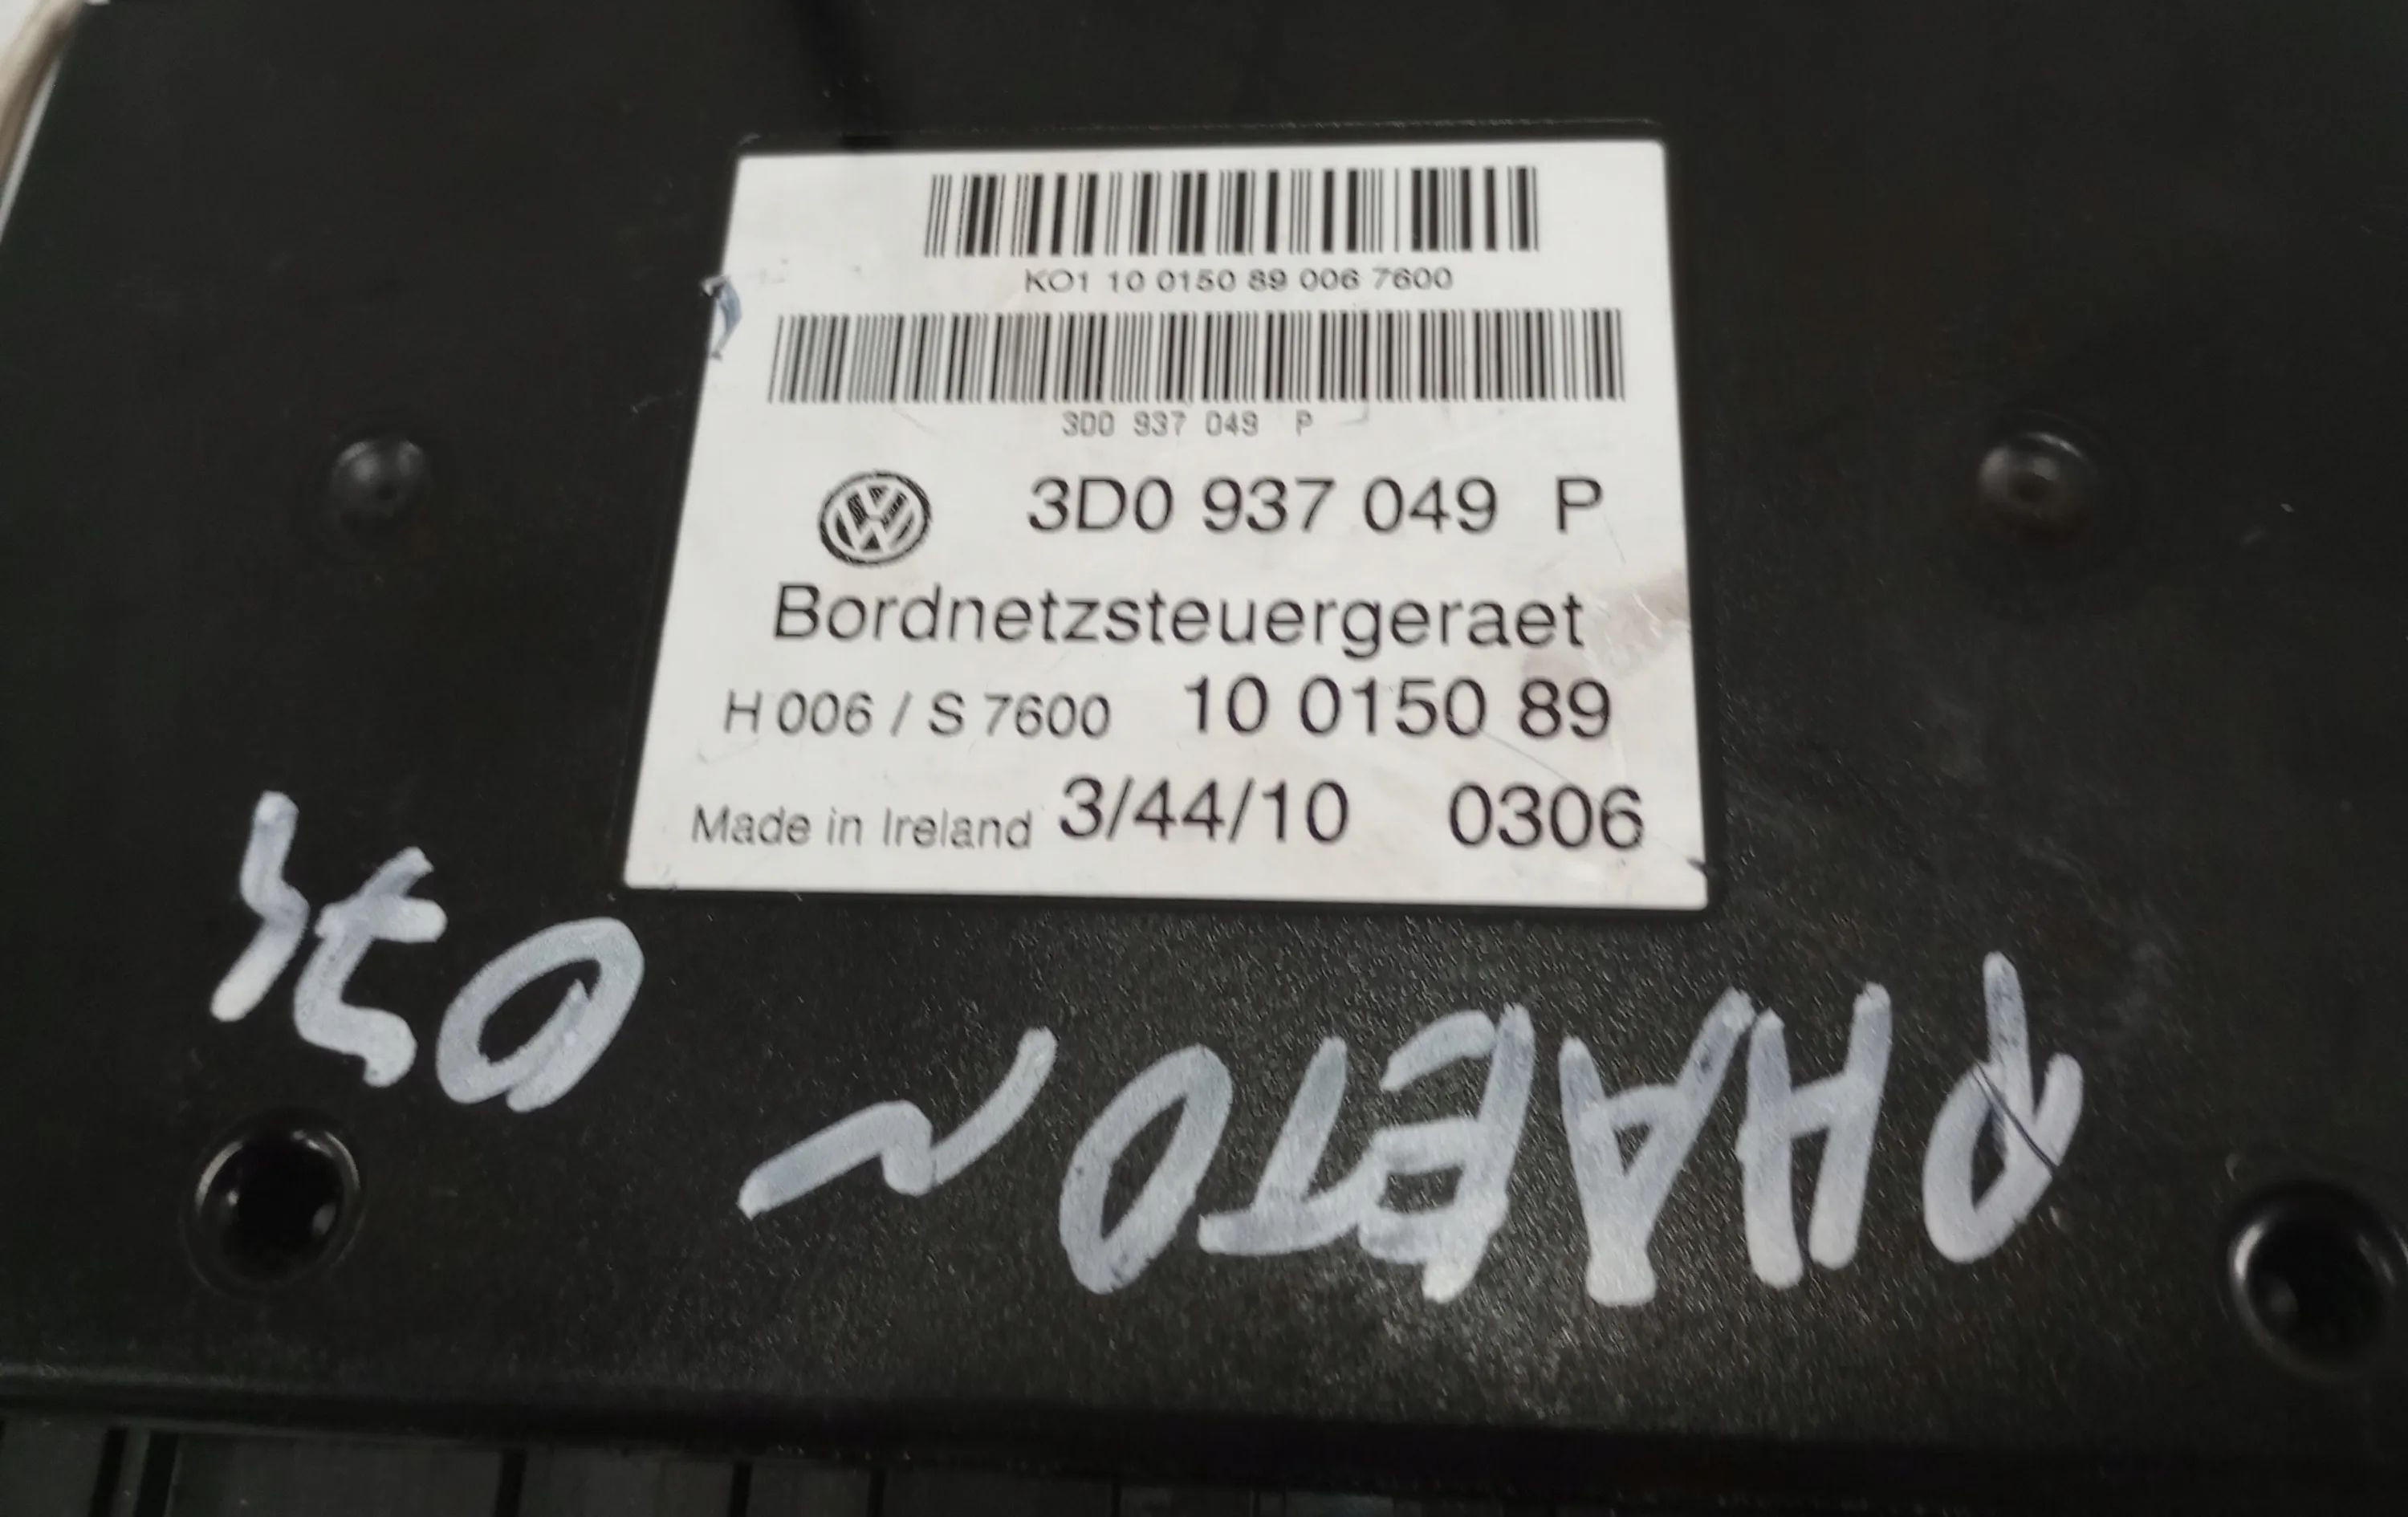 KO1 10 0150 89 006 7600
3D0 937 049 P
3D0 937 049 P
Bordnetzsteuergeraet
H 006 / S 7600 10 0150 89
Made in Ireland 3/44/10 0306
PHAETON